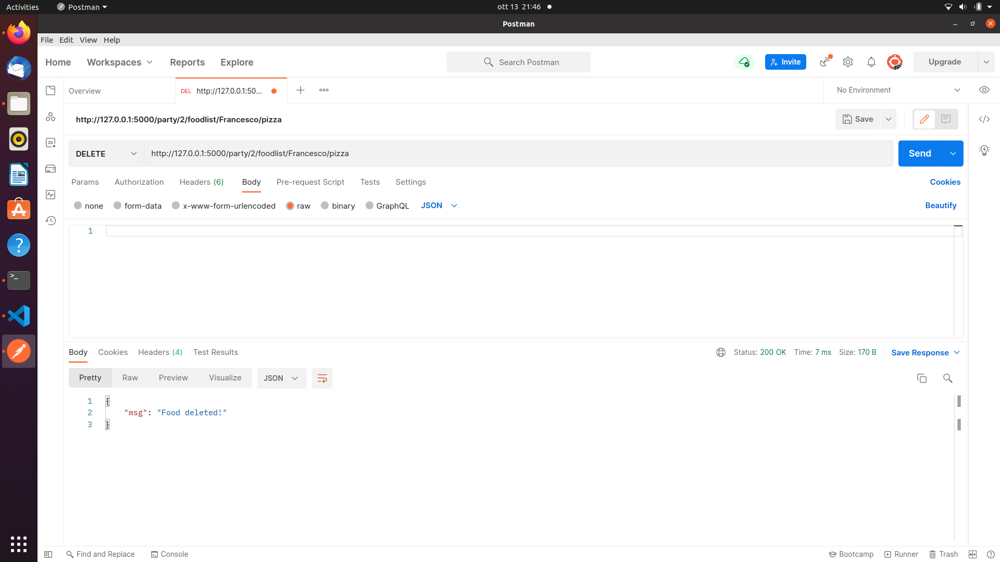 Activities Postman ott 13 21:46
Postman
File Edit View Help
Home Workspaces Reports Explore Search Postman Invite Upgrade
Overview DEL http://127.0.0.1:50... No Environment
http://127.0.0.1:5000/party/2/foodlist/Francesco/pizza Save
DELETE http://127.0.0.1:5000/party/2/foodlist/Francesco/pizza Send
Params Authorization Headers (6) Body Pre-request Script Tests Settings Cookies
none form-data x-www-form-urlencoded raw binary GraphQL JSON Beautify
1
Body Cookies Headers (4) Test Results Status: 200 OK Time: 7 ms Size: 170 B Save Response
Pretty Raw Preview Visualize JSON
1 {
2 "msg": "Food deleted!"
3 }
Find and Replace Console Bootcamp Runner Trash